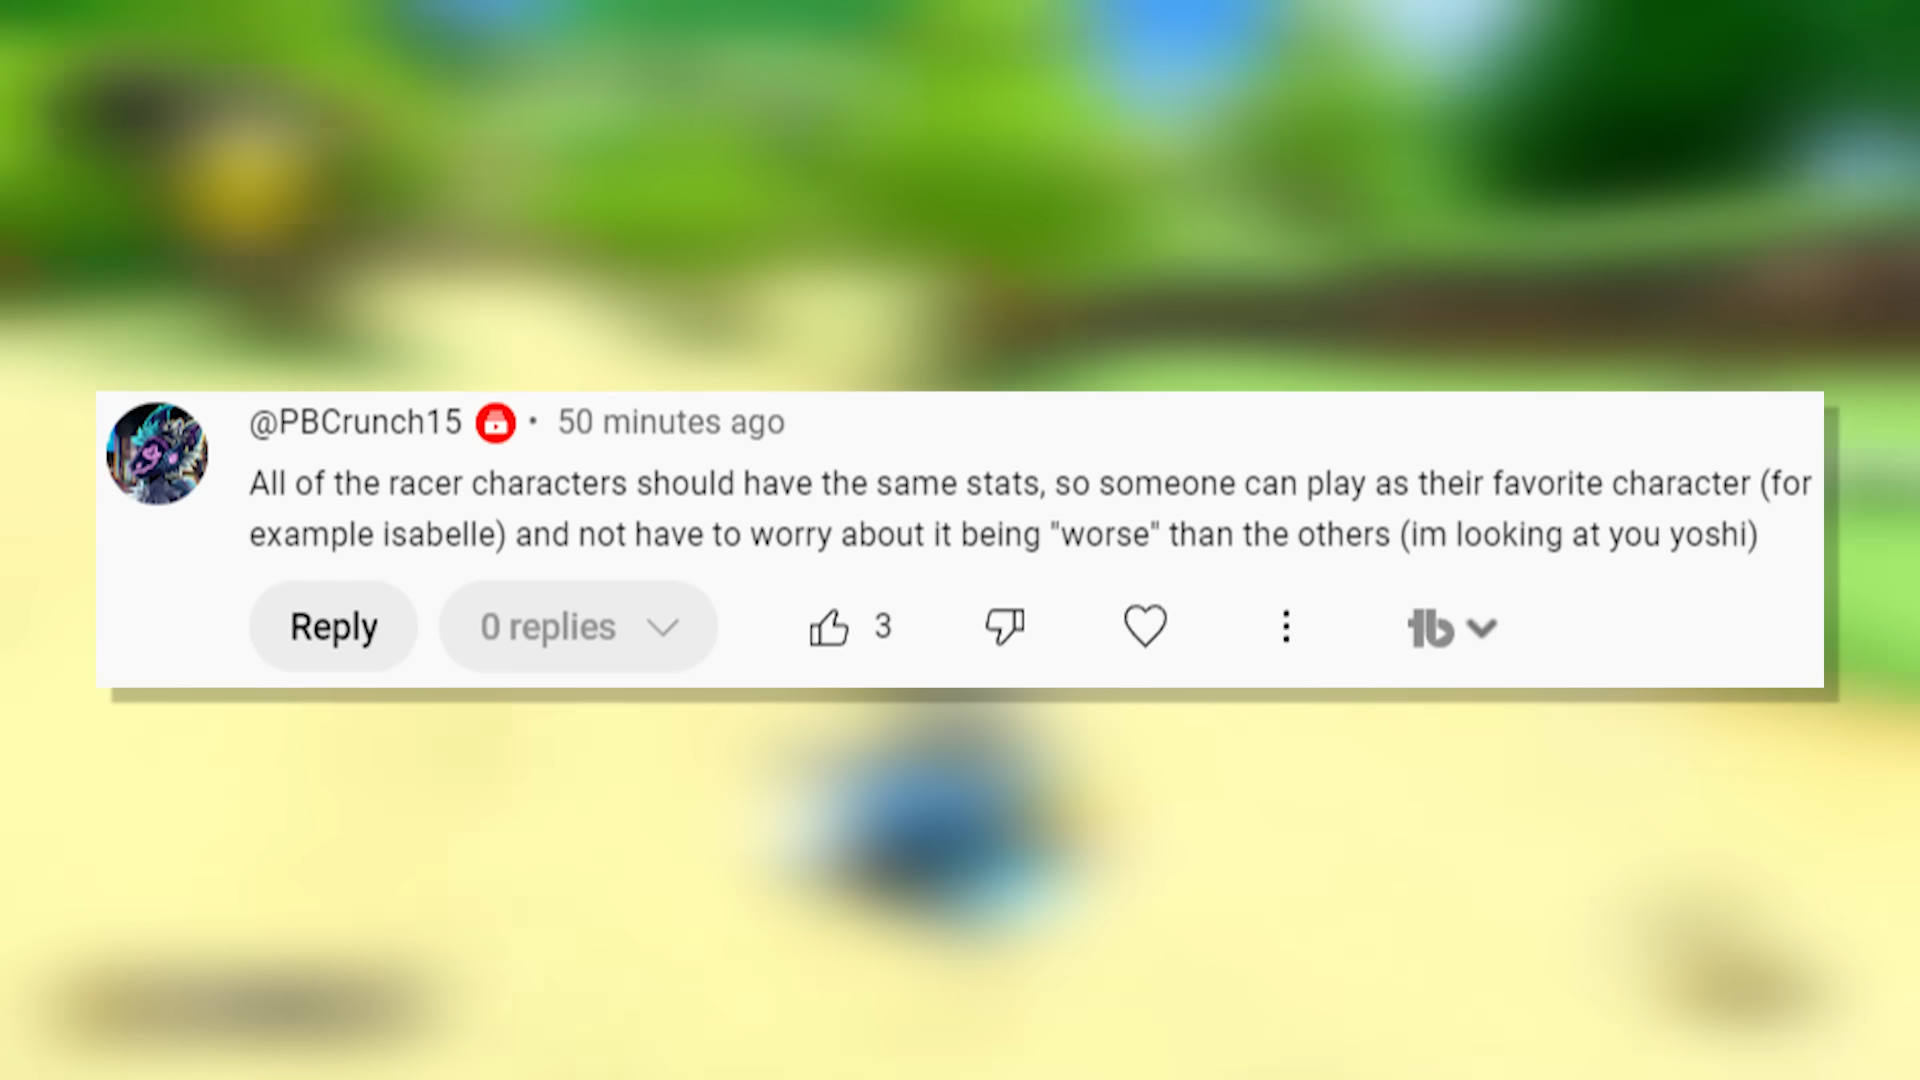 @PBCrunch15 · 50 minutes ago
All of the racer characters should have the same stats, so someone can play as their favorite character (for
example isabelle) and not have to worry about it being "worse" than the others (im looking at you yoshi)
Reply 0 replies 3 tb